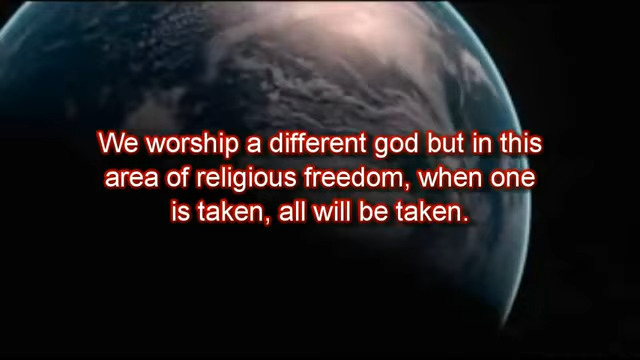 We worship a different god but in this
area of religious freedom, when one
is taken, all will be taken.